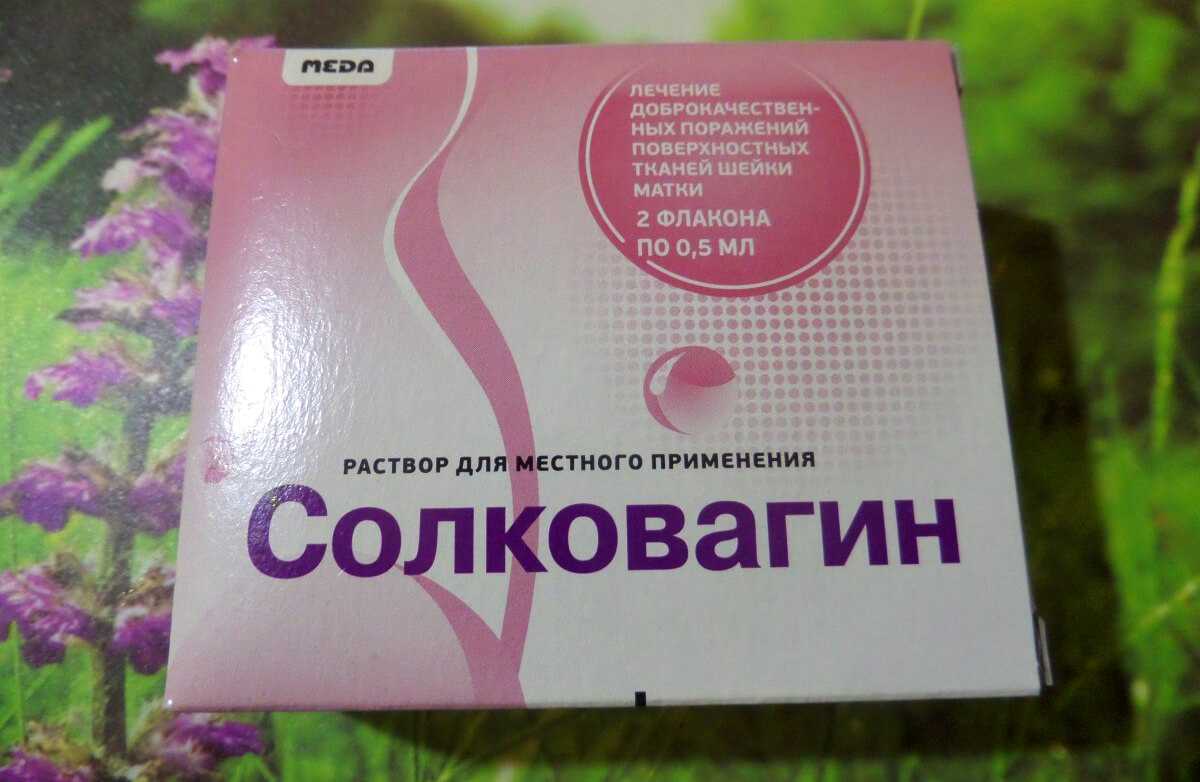 MEDA
ЛЕЧЕНИЕ
ДОБРОКАЧЕСТВЕН-
НЫХ ПОРАЖЕНИЙ
ПОВЕРХНОСТНЫХ
ТКАНЕЙ ШЕЙКИ
МАТКИ
2 ФЛАКОНА
ПО 0,5 МЛ
РАСТВОР ДЛЯ МЕСТНОГО ПРИМЕНЕНИЯ
Солковагин